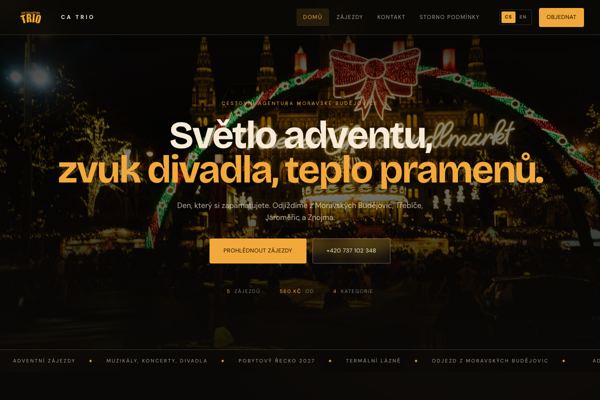 TRIO
CA TRIO
DOMŮ
ZÁJEZDY
KONTAKT
STORNO PODMÍNKY
CS
EN
OBJEDNAT
CESTOVNÍ AGENTURA MORAVSKÉ BUDĚJOVICE
Světlo adventu,
zvuk divadla, teplo pramenů.
Den, který si zapamatujete. Odjíždíme z Moravských Budějovic, Třebíče,
Jaroměřic a Znojma.
PROHLÉDNOUT ZÁJEZDY
+420 737 102 348
5 ZÁJEZDŮ
560 KČ OD
4 KATEGORIE
ADVENTNÍ ZÁJEZDY
MUZIKÁLY, KONCERTY, DIVADLA
POBYTOVÝ ŘECKO 2027
TERMÁLNÍ LÁZNĚ
ODJEZD Z MORAVSKÝCH BUDĚJOVIC